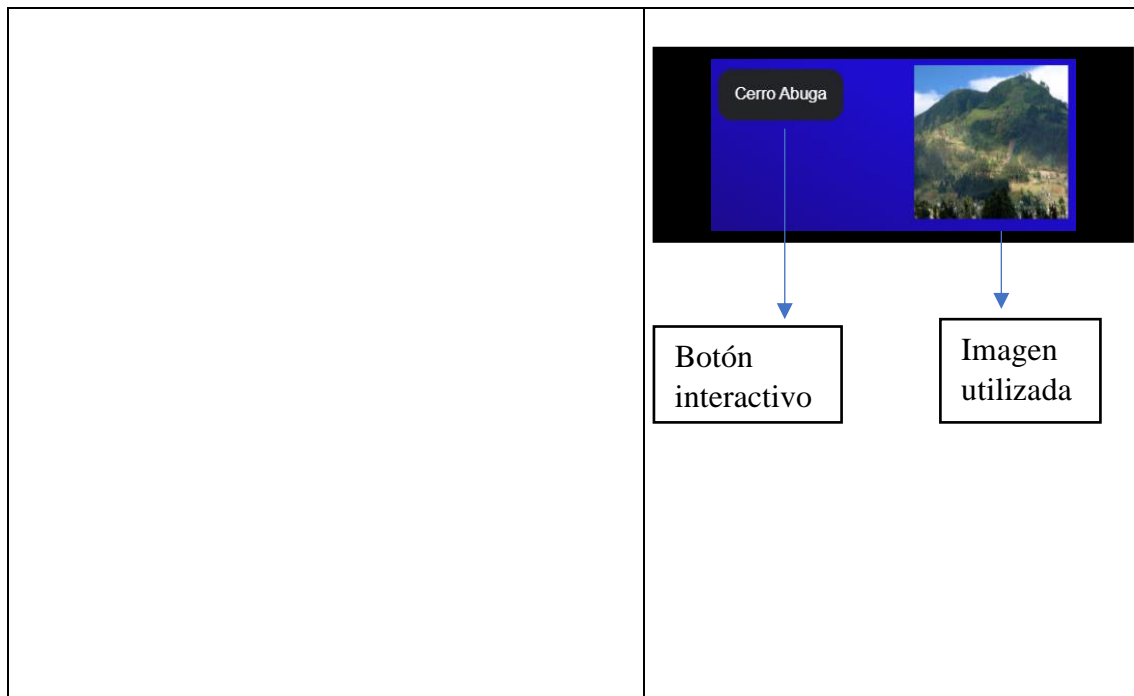 Cerro Abuga
Botón
interactivo
Imagen
utilizada